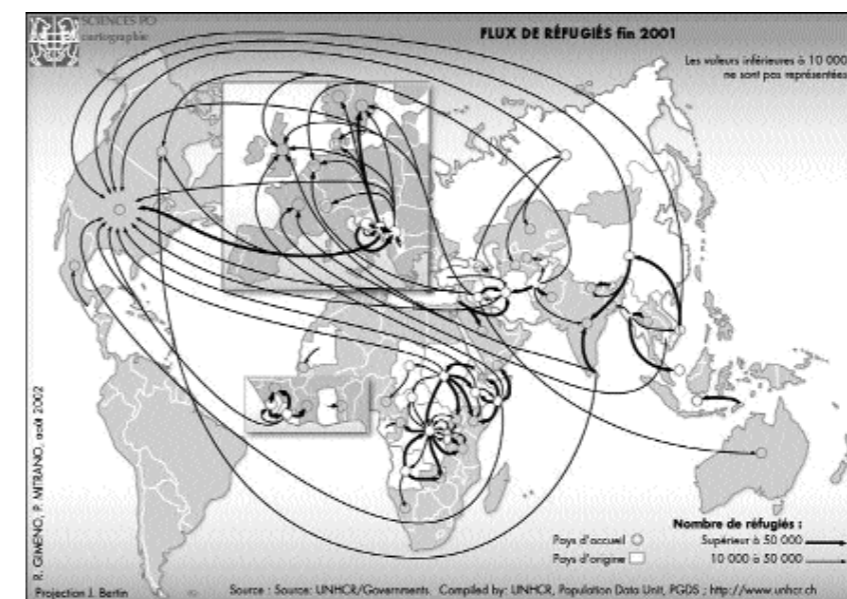 SCIENCES PO
cartographie
FLUX DE RÉFUGIÉS fin 2001
Les valeurs inférieures à 10 000
ne sont pas représentées
R. GIMENO, P. MITRANO, août 2002
Nombre de réfugiés :
Pays d'accueil
Supérieur à 50 000
Pays d'origine
10 000 à 50 000
Projection J. Bertin
Source : Source: UNHCR/Governments. Compiled by: UNHCR, Population Data Unit, PGDS ; http://www.unhcr.ch